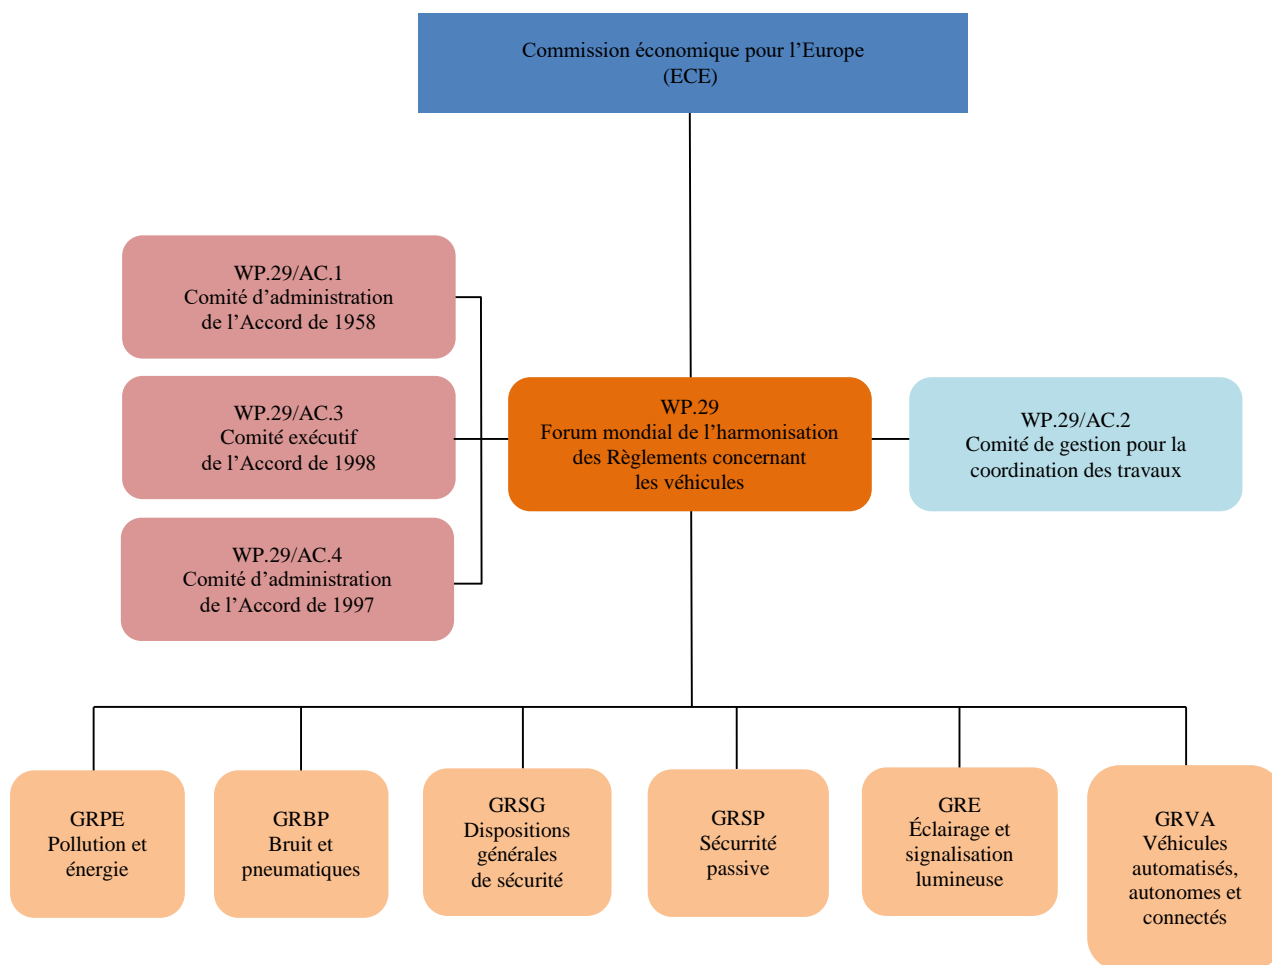 Commission économique pour l’Europe
(ECE)
WP.29/AC.1
Comité d’administration
de l’Accord de 1958
WP.29/AC.3
Comité exécutif
de l’Accord de 1998
WP.29/AC.4
Comité d’administration
de l’Accord de 1997
WP.29
Forum mondial de l’harmonisation
des Règlements concernant
les véhicules
WP.29/AC.2
Comité de gestion pour la
coordination des travaux
GRPE
Pollution et
énergie
GRBP
Bruit et
pneumatiques
GRSG
Dispositions
générales
de sécurité
GRSP
Sécurrité
passive
GRE
Éclairage et
signalisation
lumineuse
GRVA
Véhicules
automatisés,
autonomes et
connectés